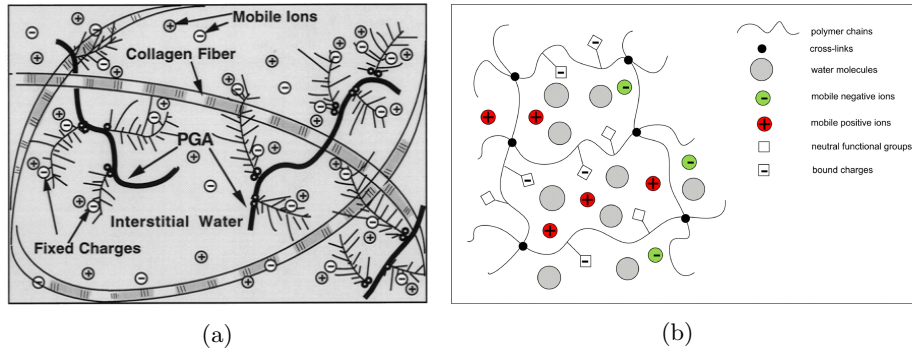 Mobile Ions
Collagen Fiber
PGA
Interstitial Water
Fixed Charges
(a)
polymer chains
cross-links
water molecules
mobile negative ions
mobile positive ions
neutral functional groups
bound charges
(b)